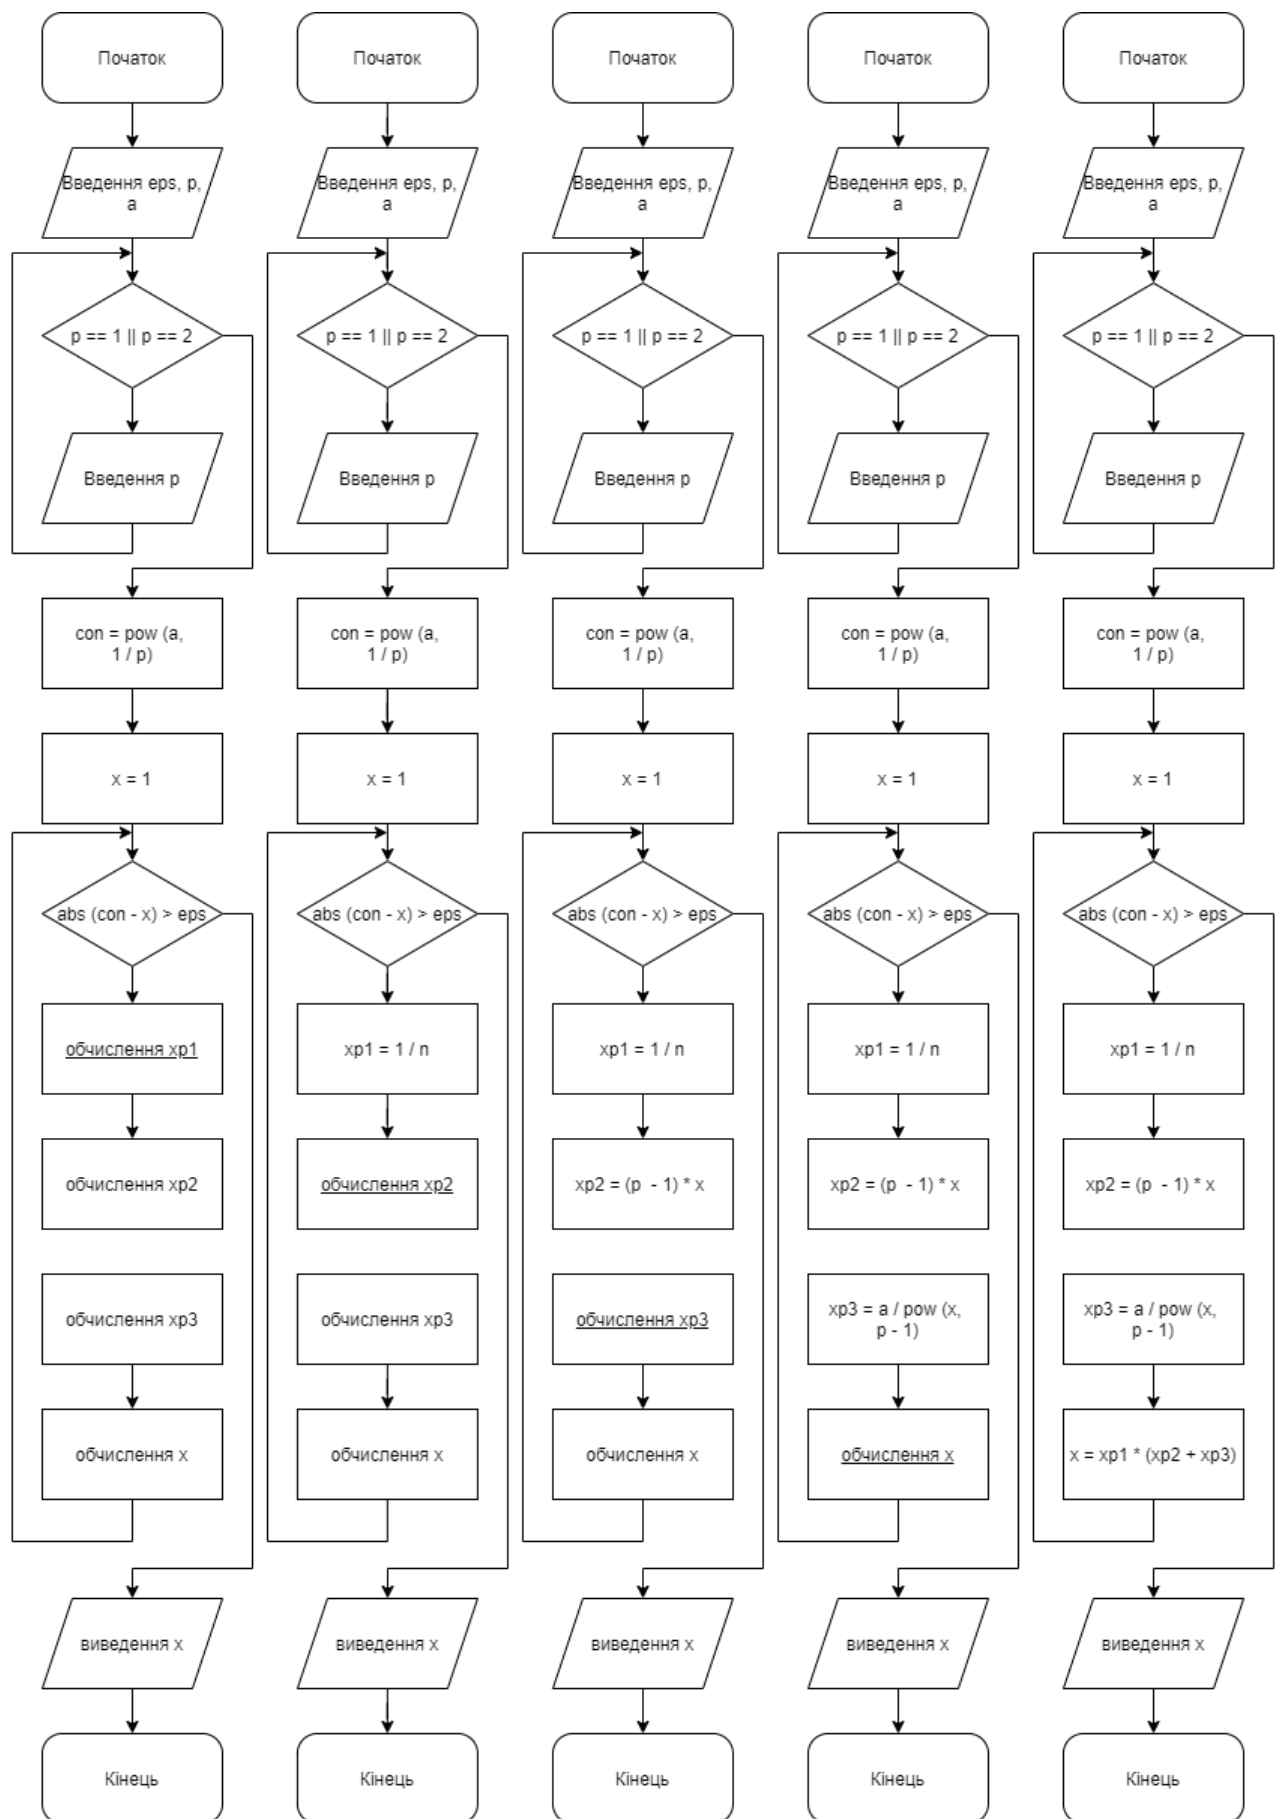 Початок
Введення eps, p,
a
p == 1 || p == 2
Введення p
con = pow (a,
1 / p)
x = 1
abs (con - x) > eps
обчислення xp1
обчислення xp2
обчислення xp3
обчислення x
виведення x
Кінець
Початок
Введення eps, p,
a
p == 1 || p == 2
Введення p
con = pow (a,
1 / p)
x = 1
abs (con - x) > eps
xp1 = 1 / n
обчислення xp2
обчислення xp3
обчислення x
виведення x
Кінець
Початок
Введення eps, p,
a
p == 1 || p == 2
Введення p
con = pow (a,
1 / p)
x = 1
abs (con - x) > eps
xp1 = 1 / n
xp2 = (p - 1) * x
обчислення xp3
обчислення x
виведення x
Кінець
Початок
Введення eps, p,
a
p == 1 || p == 2
Введення p
con = pow (a,
1 / p)
x = 1
abs (con - x) > eps
xp1 = 1 / n
xp2 = (p - 1) * x
xp3 = a / pow (x,
p - 1)
обчислення x
виведення x
Кінець
Початок
Введення eps, p,
a
p == 1 || p == 2
Введення p
con = pow (a,
1 / p)
x = 1
abs (con - x) > eps
xp1 = 1 / n
xp2 = (p - 1) * x
xp3 = a / pow (x,
p - 1)
x = xp1 * (xp2 + xp3)
виведення x
Кінець